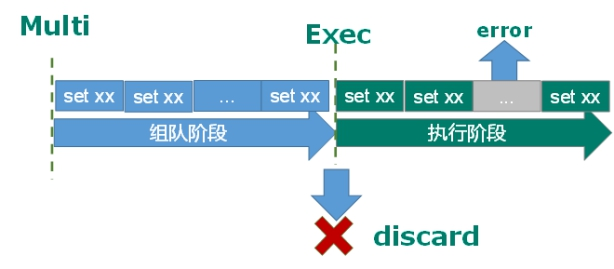 Multi
Exec
error
set xx
set xx
...
set xx
set xx
set xx
...
set xx
组队阶段
执行阶段
discard